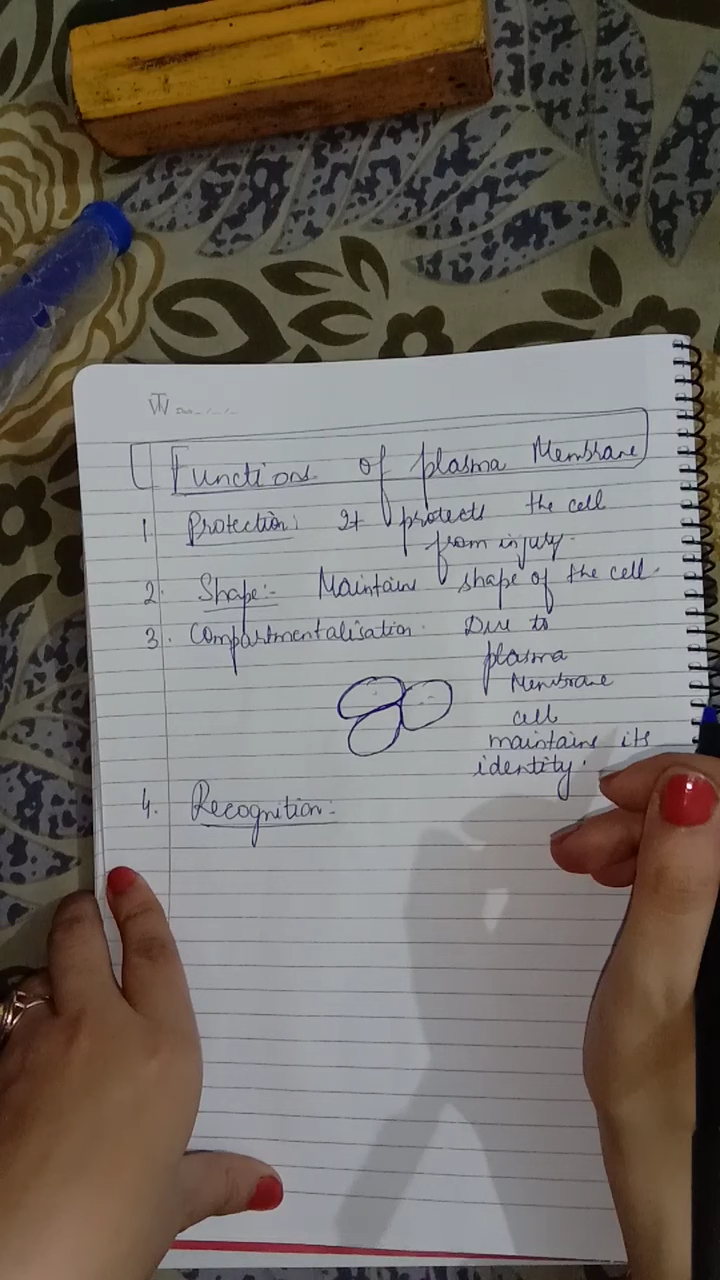 Functions of plasma Membrane
1. Protection: It protects the cell
from injury.
2. Shape:- Maintain shape of the cell.
3. Compartmentalisation. Due to
plasma
Membrane
cell
maintains its
identity.
4. Recognition:-